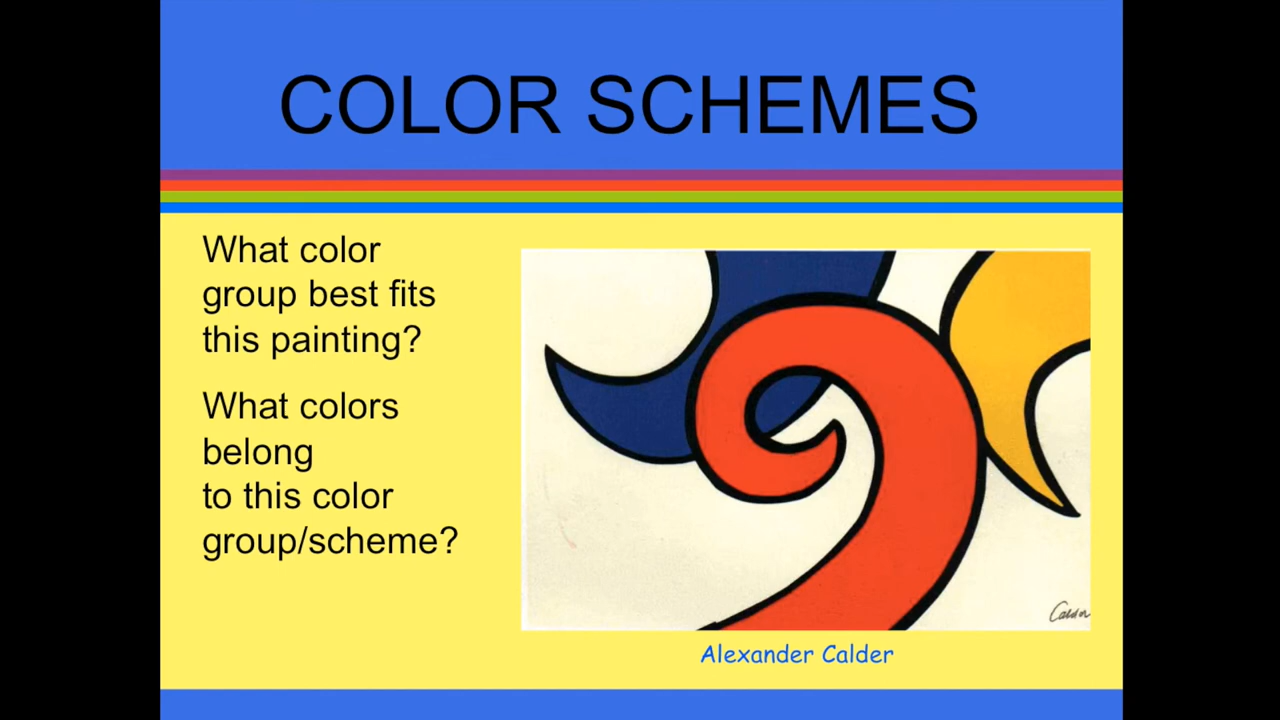 COLOR SCHEMES
What color
group best fits
this painting?
What colors
belong
to this color
group/scheme?
Calder
Alexander Calder